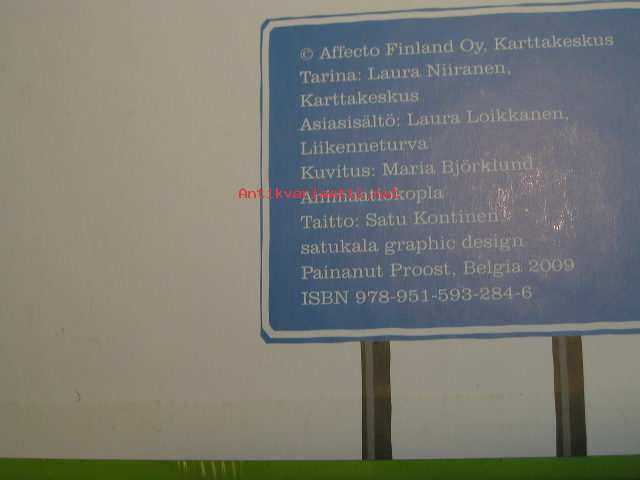 © Affecto Finland Oy, Karttakeskus
Tarina: Laura Niiranen,
Karttakeskus
Asiasisältö: Laura Loikkanen,
Liikenneturva
Kuvitus: Maria Björklund,
Taitto: Satu Kontinen,
satukala graphic design
Painanut Proost, Belgia 2009
ISBN 978-951-593-284-6